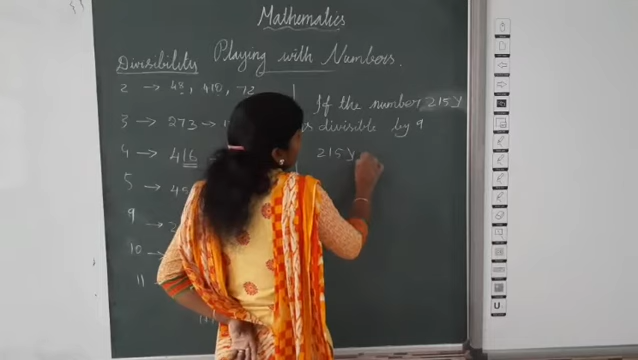 Mathematics
Playing with Numbers.
Divisibility
2 → 48, 410, 72
3 → 273 →
4 → 416
5 →
9 →
10 →
11 →
If the number 215y
is divisible by 9
215y